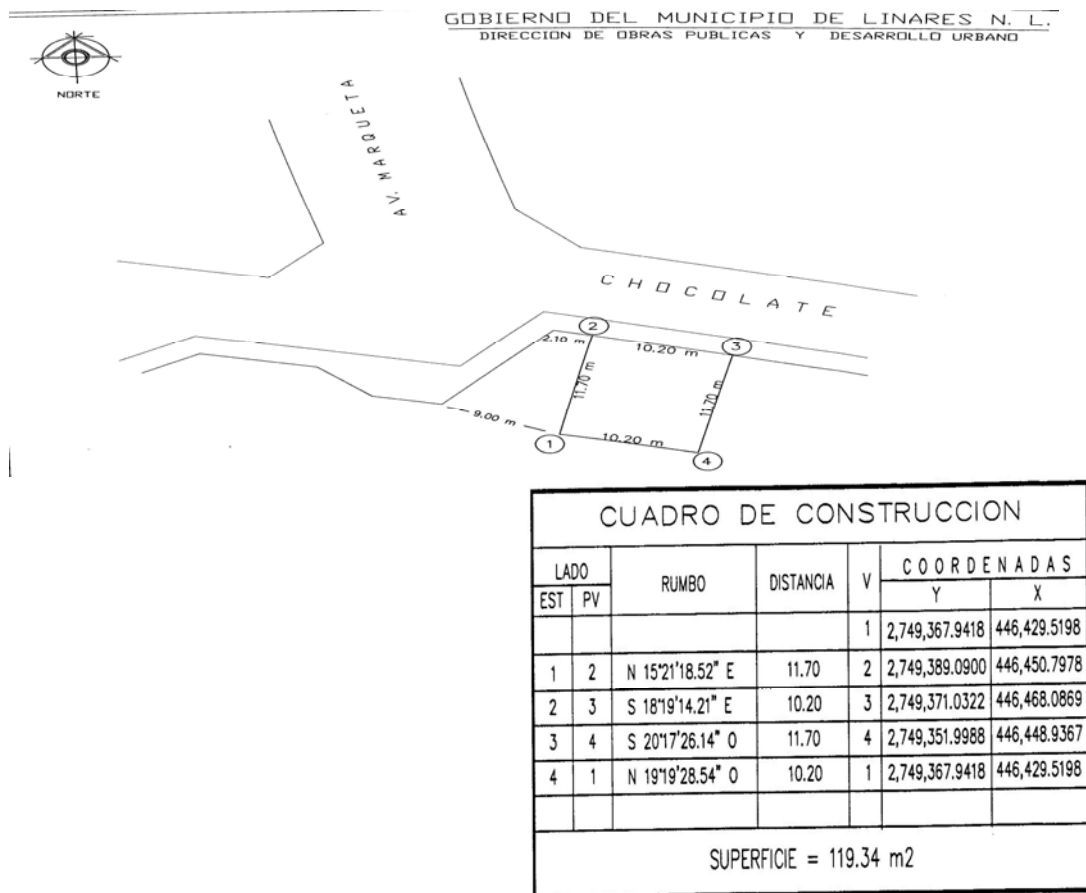 GOBIERNO DEL MUNICIPIO DE LINARES N. L.
DIRECCION DE OBRAS PUBLICAS Y DESARROLLO URBANO
NORTE
AV. MARQUETA
CHOCOLATE
2
3
2.10 m
10.20 m
11.70 m
11.70 m
9.00 m
10.20 m
1
4
CUADRO DE CONSTRUCCION
LADO RUMBO DISTANCIA V COORDENADAS
EST PV Y X
1 2,749,367.9418 446,429.5198
1 2 N 15°21'18.52" E 11.70 2 2,749,389.0900 446,450.7978
2 3 S 18°19'14.21" E 10.20 3 2,749,371.0322 446,468.0869
3 4 S 20°17'26.14" O 11.70 4 2,749,351.9988 446,448.9367
4 1 N 19°19'28.54" O 10.20 1 2,749,367.9418 446,429.5198
SUPERFICIE = 119.34 m2